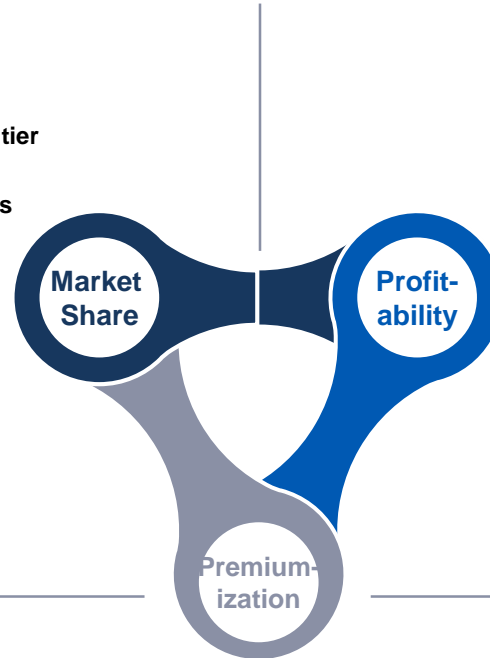 tier
s
Market
Share
Profit-
ability
Premium-
ization